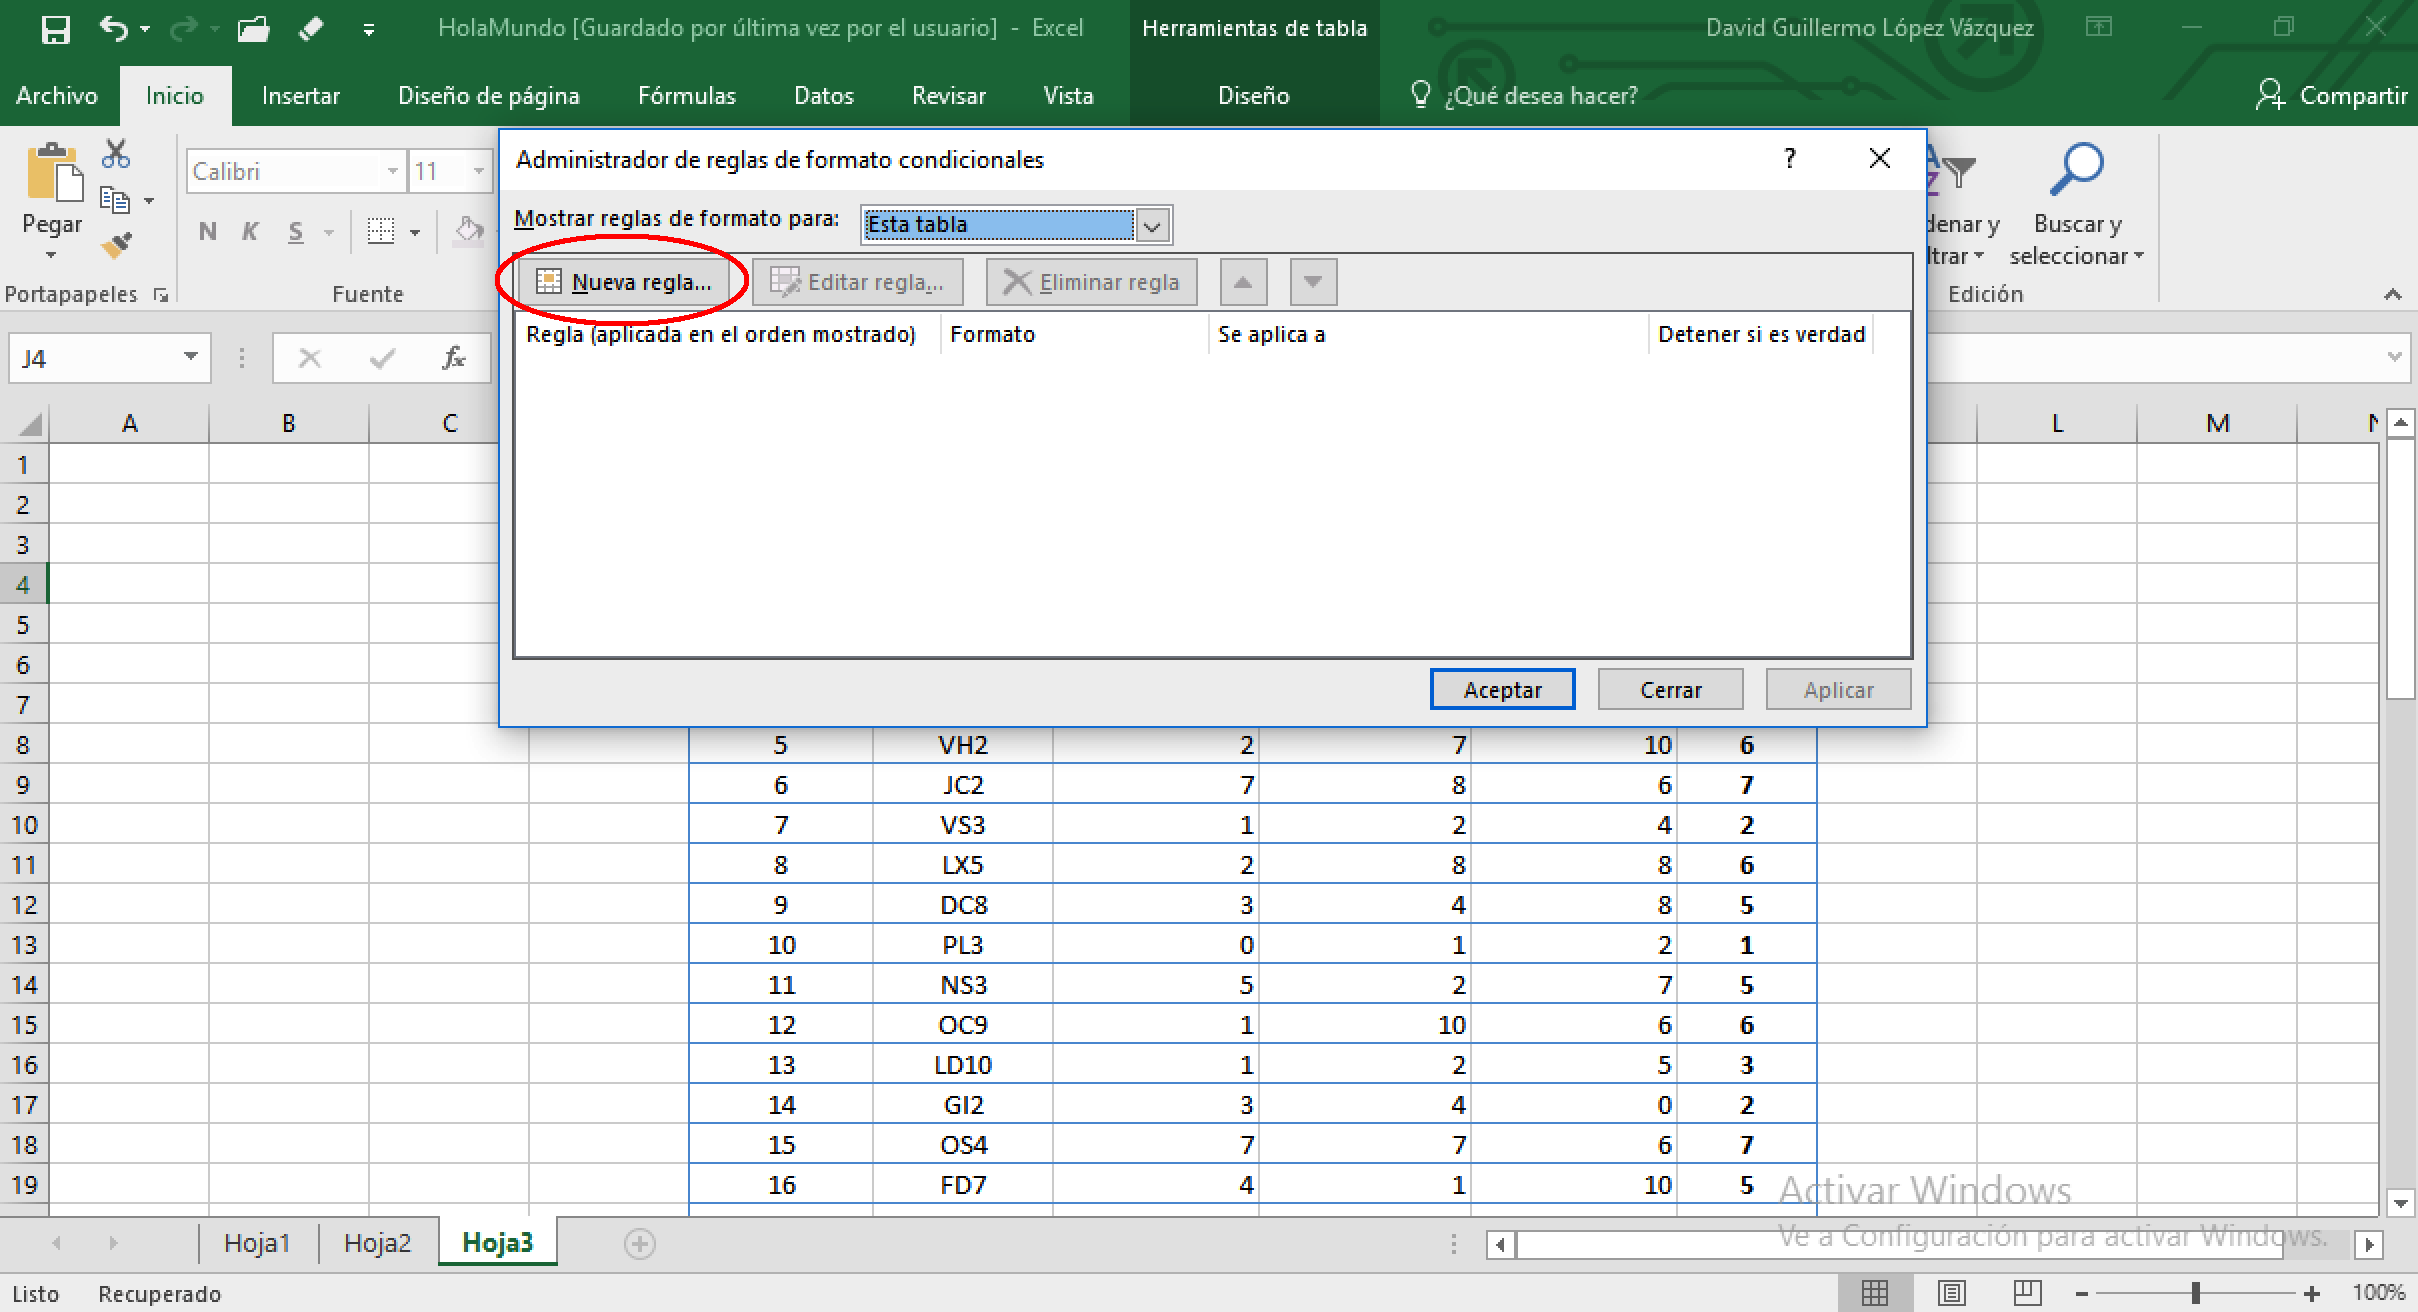 HolaMundo [Guardado por última vez por el usuario] - Excel
Herramientas de tabla
David Guillermo López Vázquez
Archivo Inicio Insertar Diseño de página Fórmulas Datos Revisar Vista Diseño ¿Qué desea hacer? Compartir
Administrador de reglas de formato condicionales ?
Mostrar reglas de formato para: Esta tabla
Nueva regla... Editar regla... Eliminar regla
Regla (aplicada en el orden mostrado) Formato Se aplica a Detener si es verdad
Aceptar Cerrar Aplicar
Calibri 11
Pegar N K S
Portapapeles Fuente
denar y Buscar y
ltrar seleccionar
Edición
J4 fx
A B C L M
1
2
3
4
5
6
7
8 5 VH2 2 7 10 6
9 6 JC2 7 8 6 7
10 7 VS3 1 2 4 2
11 8 LX5 2 8 8 6
12 9 DC8 3 4 8 5
13 10 PL3 0 1 2 1
14 11 NS3 5 2 7 5
15 12 OC9 1 10 6 6
16 13 LD10 1 2 5 3
17 14 GI2 3 4 0 2
18 15 OS4 7 7 6 7
19 16 FD7 4 1 10 5
Activar Windows
Ve a Configuración para activar Windows.
Hoja1 Hoja2 Hoja3
Listo Recuperado 100%